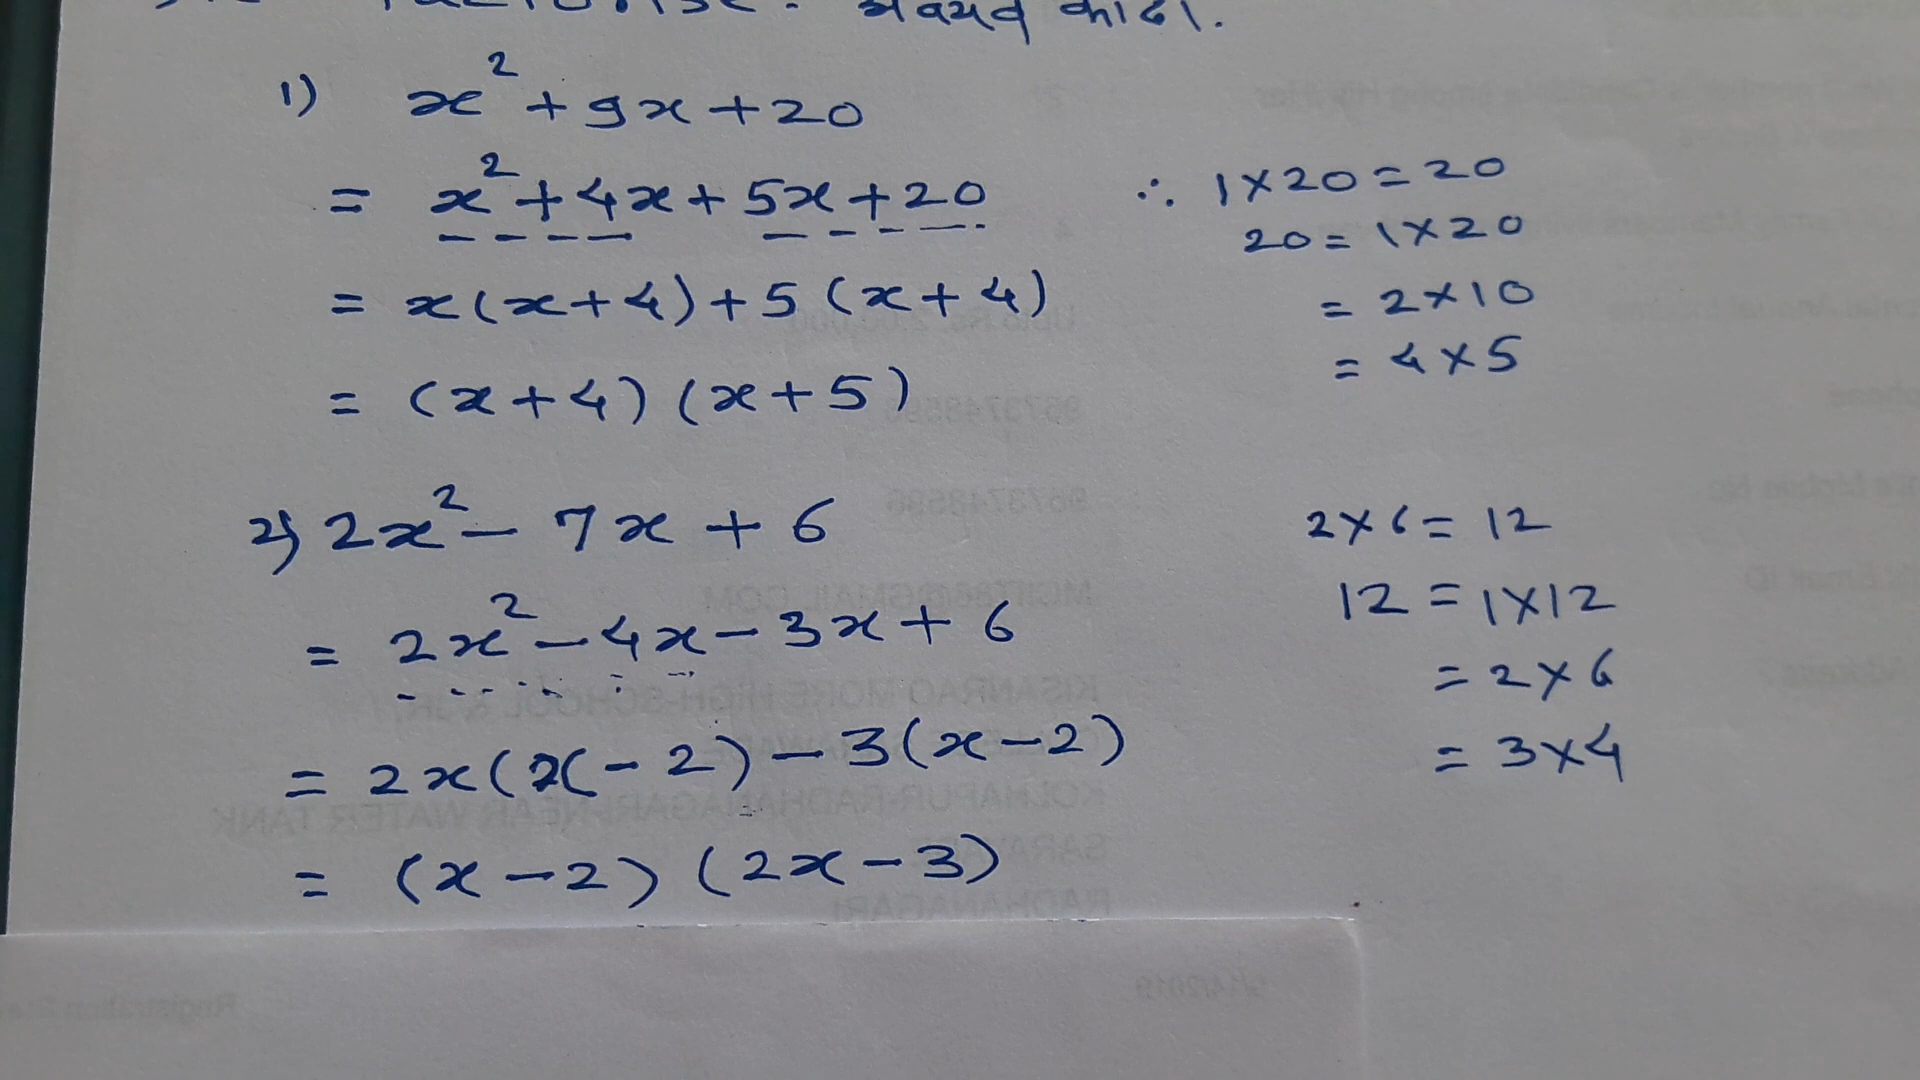 अवयव काढा.
1) x² + 9x + 20
= x² + 4x + 5x + 20 ∴ 1 × 20 = 20
20 = 1 × 20
= x(x + 4) + 5(x + 4) = 2 × 10
= 4 × 5
= (x + 4) (x + 5)
2) 2x² - 7x + 6 2 × 6 = 12
= 2x² - 4x - 3x + 6 12 = 1 × 12
= 2 × 6
= 2x(x - 2) - 3(x - 2) = 3 × 4
= (x - 2) (2x - 3)